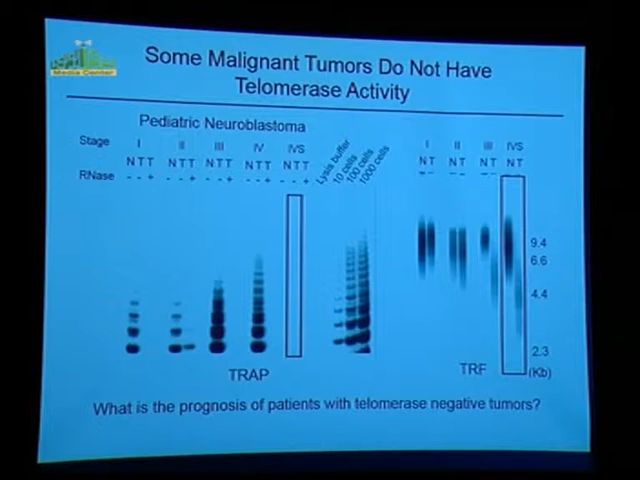 Media Center
Some Malignant Tumors Do Not Have
Telomerase Activity
Pediatric Neuroblastoma
Stage I II III IV IVS
N T T N T T N T T N T T N T T
RNase - - + - - + - - + - - + - - +
Lysis buffer
10 cells
100 cells
1000 cells
I II III IVS
N T N T N T N T
9.4
6.6
4.4
2.3
(Kb)
TRAP
TRF
What is the prognosis of patients with telomerase negative tumors?